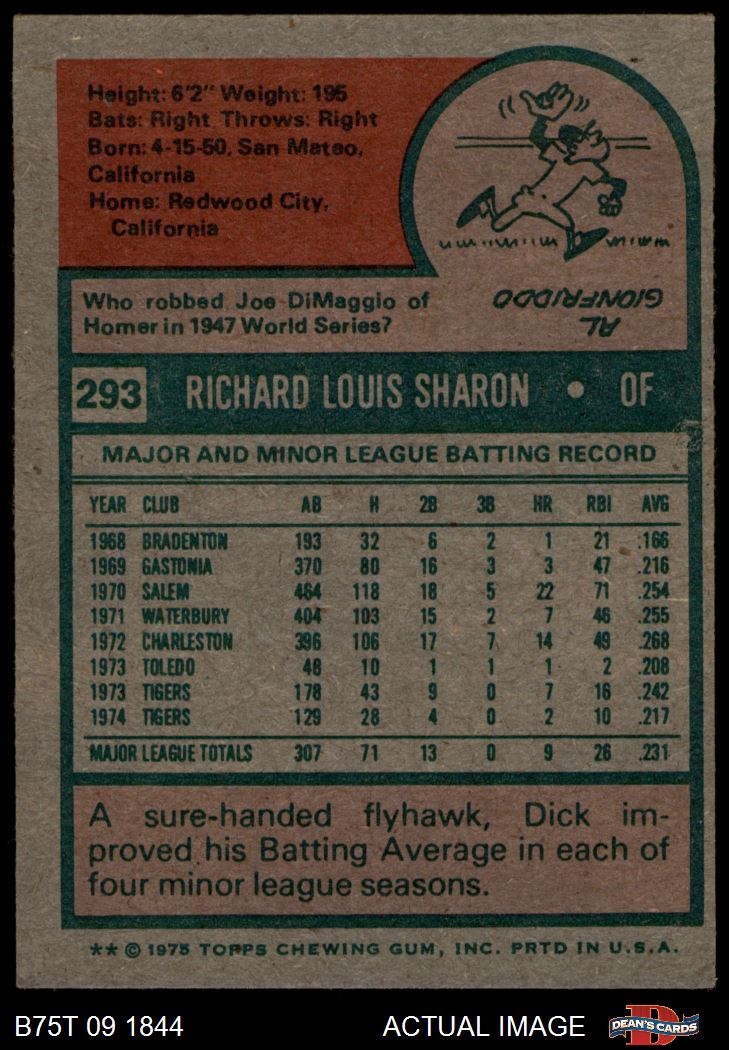 Height: 6'2" Weight: 195
Bats: Right Throws: Right
Born: 4-15-50, San Mateo,
California
Home: Redwood City,
California
Who robbed Joe DiMaggio of
Homer in 1947 World Series?
AL
GIONFRIDDO
293 RICHARD LOUIS SHARON • OF
MAJOR AND MINOR LEAGUE BATTING RECORD
YEAR CLUB AB H 2B 3B HR RBI AVG
1968 BRADENTON 193 32 6 2 1 21 .166
1969 GASTONIA 370 80 16 3 3 47 .216
1970 SALEM 464 118 18 5 22 71 .254
1971 WATERBURY 404 103 15 2 7 46 .255
1972 CHARLESTON 396 106 17 7 14 49 .268
1973 TOLEDO 48 10 1 1 1 2 .208
1973 TIGERS 178 43 9 0 7 16 .242
1974 TIGERS 129 28 4 0 2 10 .217
MAJOR LEAGUE TOTALS 307 71 13 0 9 26 .231
A sure-handed flyhawk, Dick im-
proved his Batting Average in each of
four minor league seasons.
** © 1975 TOPPS CHEWING GUM, INC. PRTD IN U.S.A.
B75T 09 1844 ACTUAL IMAGE DEAN'S CARDS